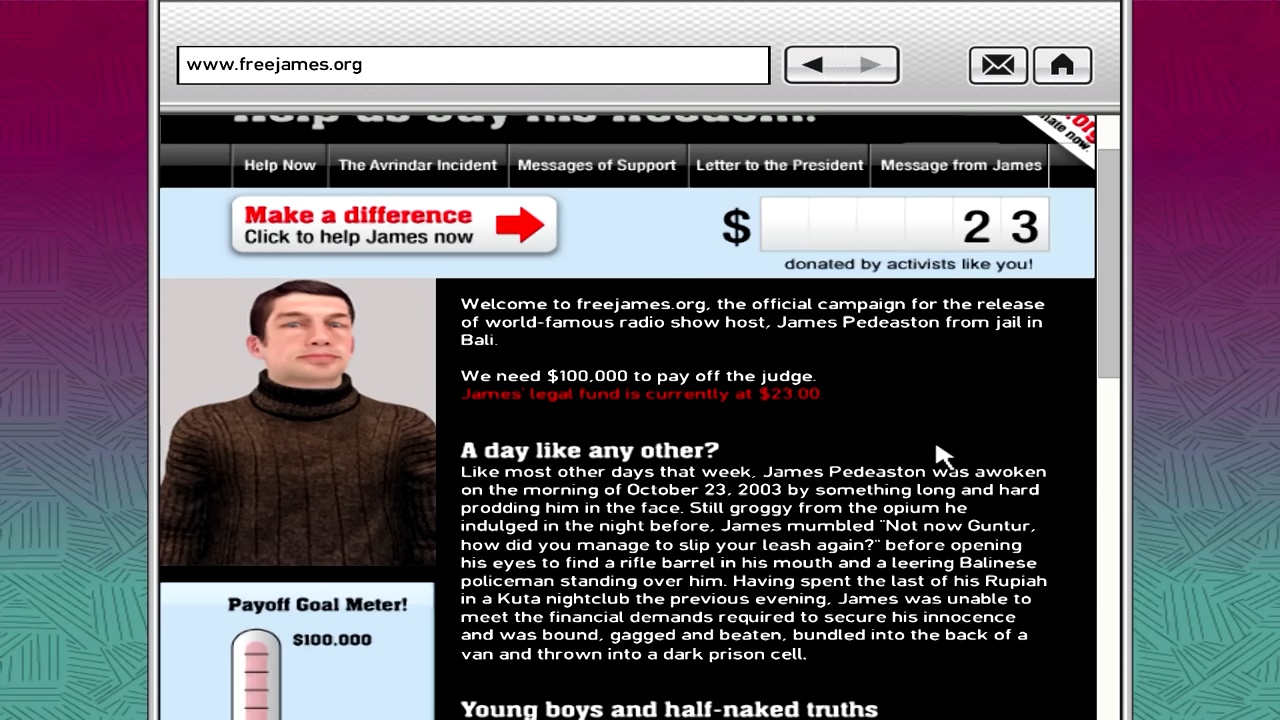 www.freejames.org
Help us buy his freedom!
.org
nate now.
Help Now
The Avrindar Incident
Messages of Support
Letter to the President
Message from James
Make a difference
Click to help James now
$ 23
donated by activists like you!
Welcome to freejames.org, the official campaign for the release
of world-famous radio show host, James Pedeaston from jail in
Bali.
We need $100,000 to pay off the judge.
James' legal fund is currently at $23.00.
A day like any other?
Like most other days that week, James Pedeaston was awoken
on the morning of October 23, 2003 by something long and hard
prodding him in the face. Still groggy from the opium he
indulged in the night before, James mumbled "Not now Guntur,
how did you manage to slip your leash again?" before opening
his eyes to find a rifle barrel in his mouth and a leering Balinese
policeman standing over him. Having spent the last of his Rupiah
in a Kuta nightclub the previous evening, James was unable to
meet the financial demands required to secure his innocence
and was bound, gagged and beaten, bundled into the back of a
van and thrown into a dark prison cell.
Payoff Goal Meter!
$100.000
Young boys and half-naked truths